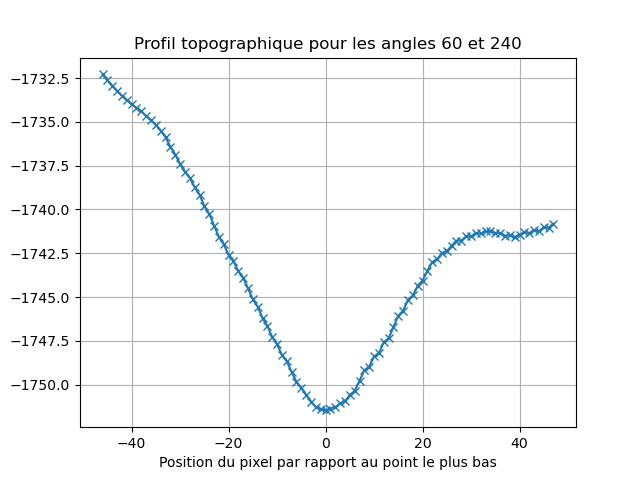 Profil topographique pour les angles 60 et 240
−1732.5
−1735.0
−1737.5
−1740.0
−1742.5
−1745.0
−1747.5
−1750.0
−40 −20 0 20 40
Position du pixel par rapport au point le plus bas